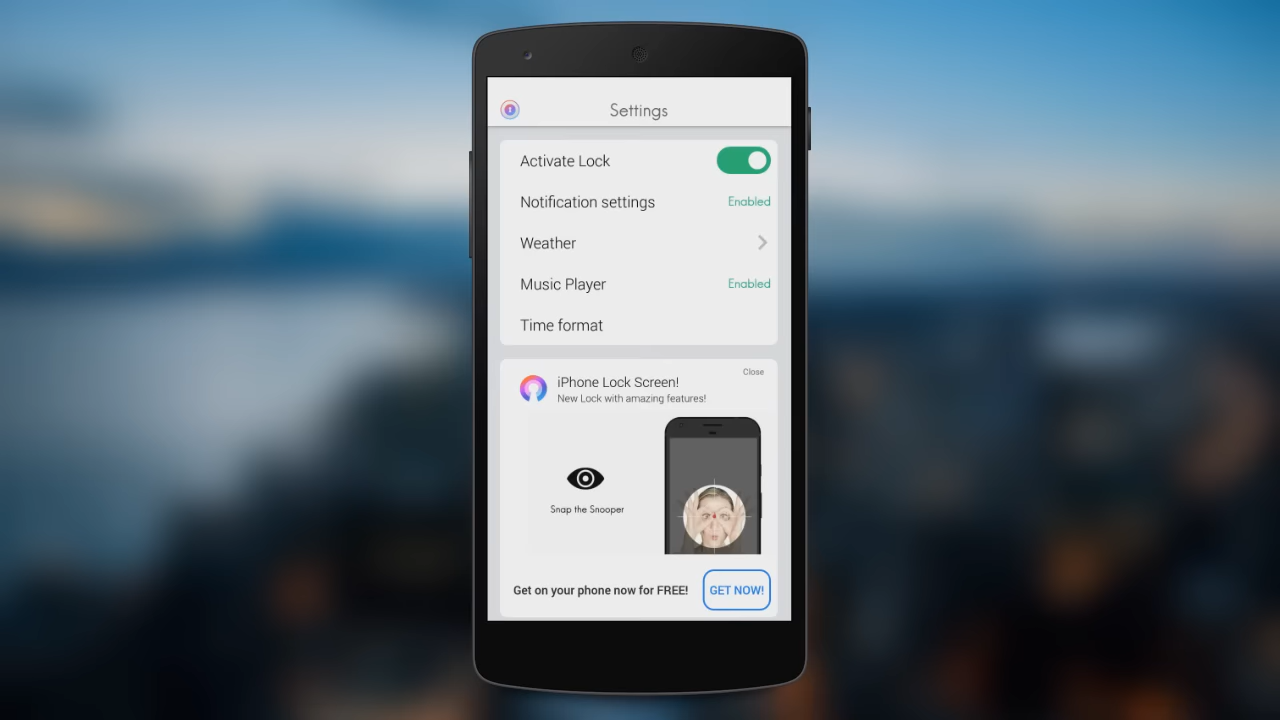 Settings
Activate Lock
Notification settings Enabled
Weather
Music Player Enabled
Time format
Close
iPhone Lock Screen!
New Lock with amazing features!
Snap the Snooper
Get on your phone now for FREE! GET NOW!